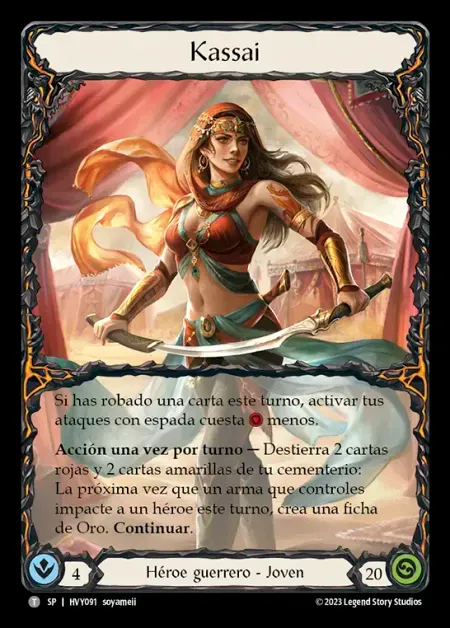 Kassai
Si has robado una carta este turno, activar tus
ataques con espada cuesta menos.
Acción una vez por turno — Destierra 2 cartas
rojas y 2 cartas amarillas de tu cementerio:
La próxima vez que un arma que controles
impacte a un héroe este turno, crea una ficha
de Oro. Continuar.
4 Héroe guerrero - Joven 20
T SP | HVY091 soyameii © 2023 Legend Story Studios